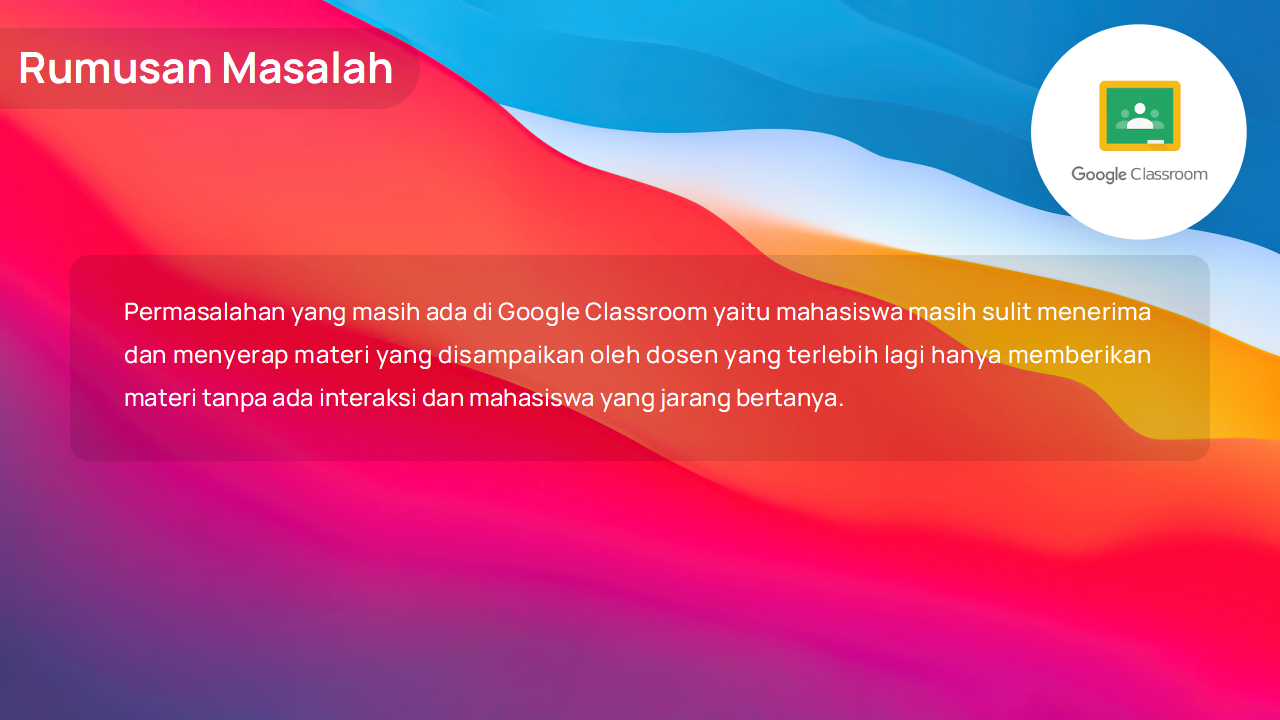 Rumusan Masalah
Google Classroom
Permasalahan yang masih ada di Google Classroom yaitu mahasiswa masih sulit menerima
dan menyerap materi yang disampaikan oleh dosen yang terlebih lagi hanya memberikan
materi tanpa ada interaksi dan mahasiswa yang jarang bertanya.